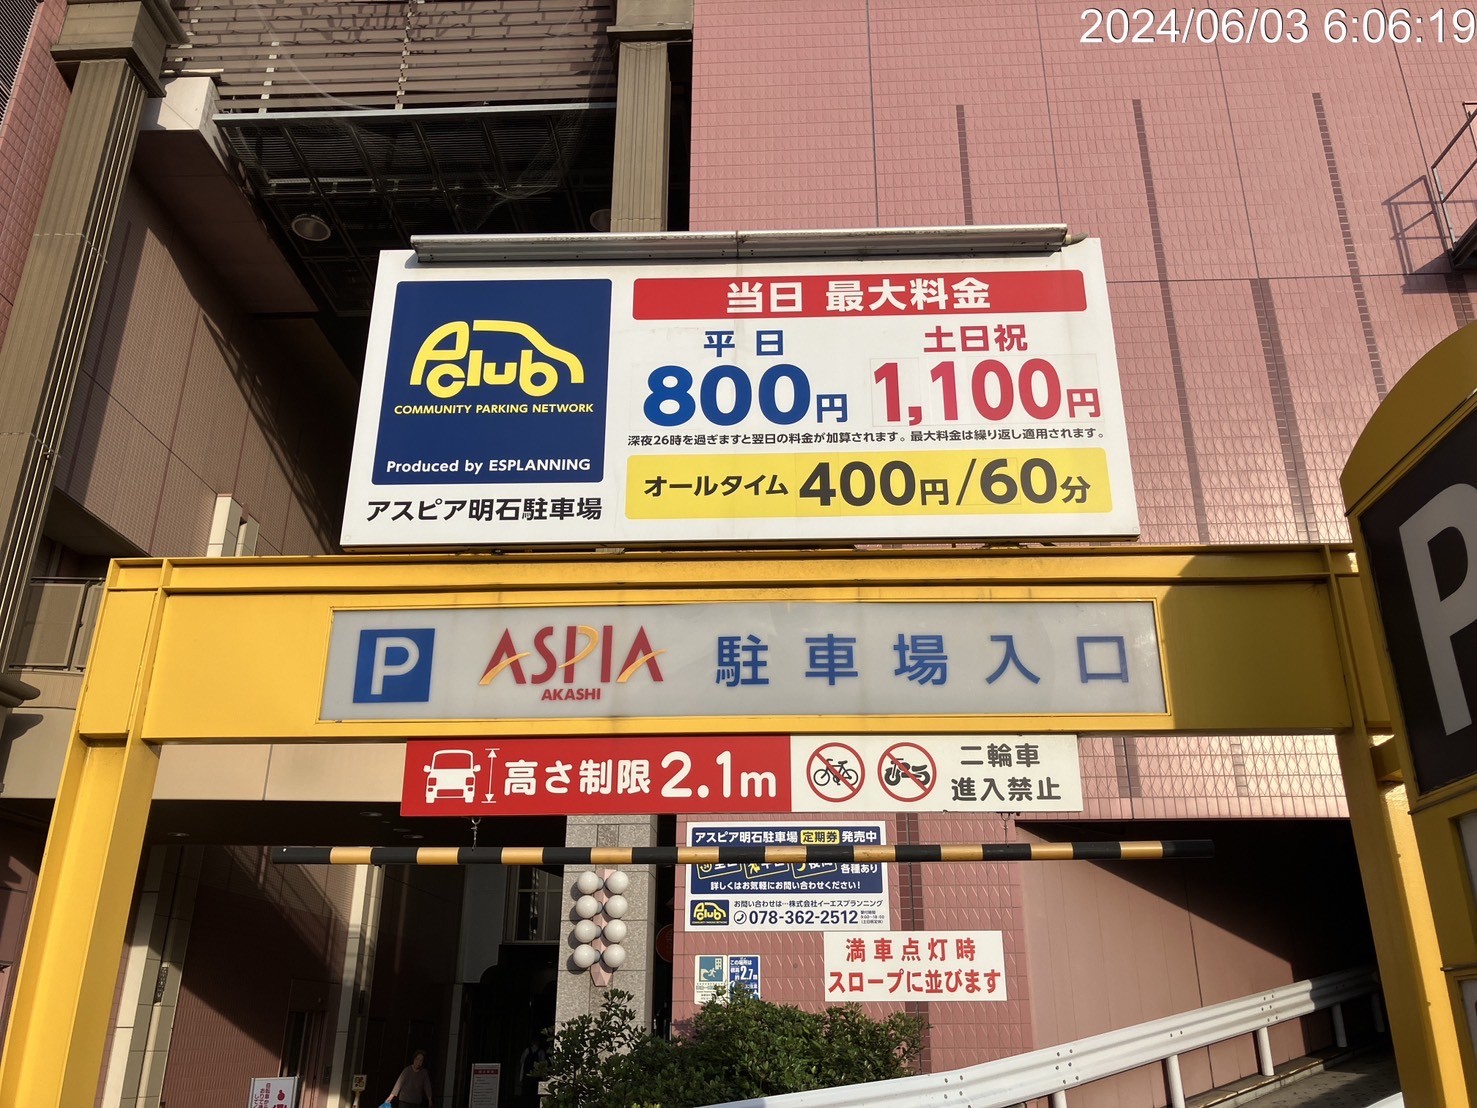 2024/06/03 6:06:19
Pclub
COMMUNITY PARKING NETWORK
Produced by ESPLANNING
アスピア明石駐車場
当日 最大料金
平日
800円
土日祝
1,100円
深夜26時を過ぎますと翌日の料金が加算されます。最大料金は繰り返し適用されます。
オールタイム 400円/60分
P
P ASPIA AKASHI 駐車場入口
高さ制限 2.1m
二輪車
進入禁止
アスピア明石駐車場 定期券 発売中
各種あり
詳しくはお気軽にお問い合わせください!
お問い合わせは…株式会社イーエスプランニング
Pclub
078-362-2512
満車点灯時
スロープに並びます
この場所は
2.7